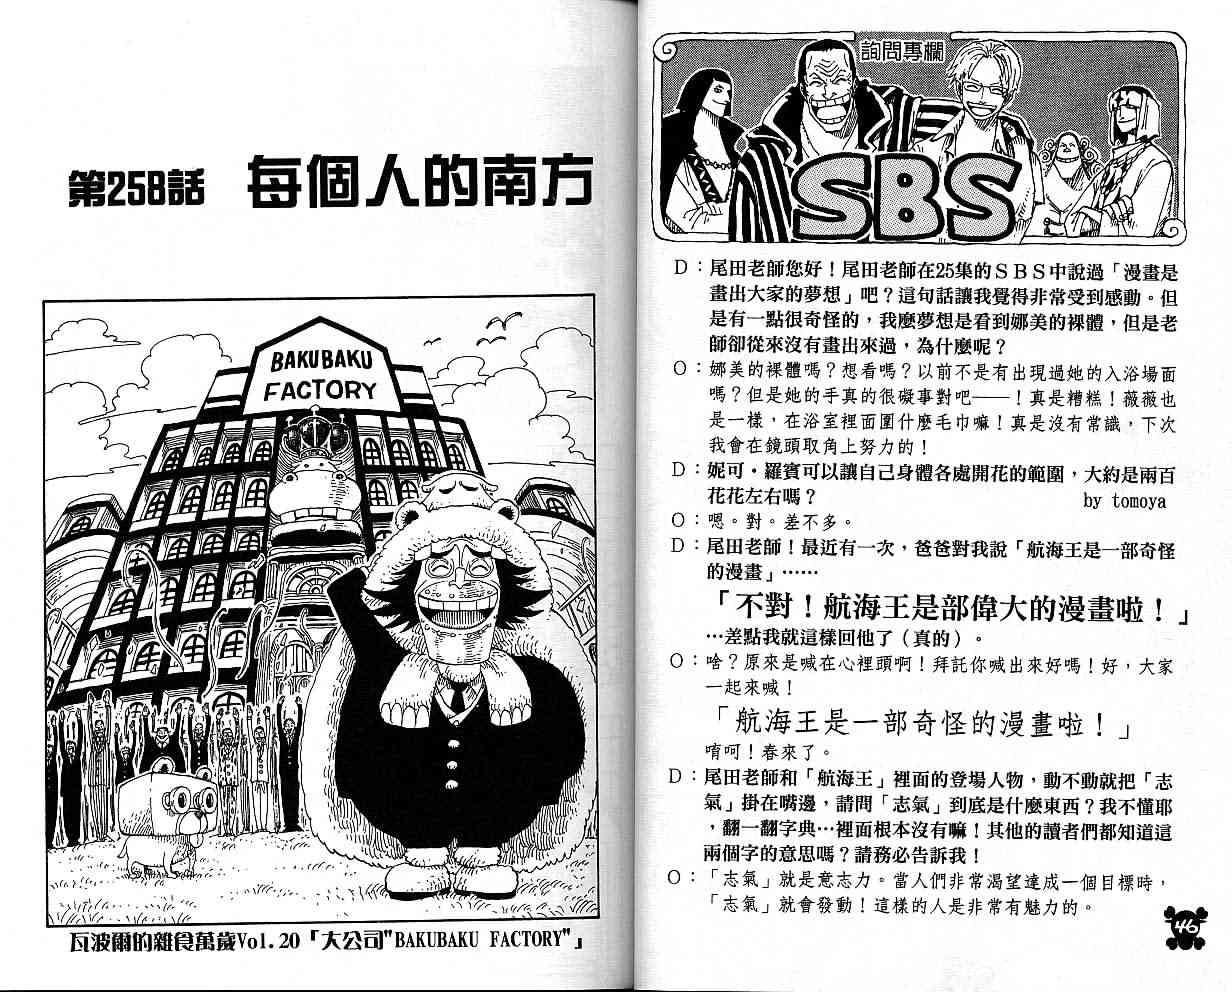 第258話 每個人的南方
BAKUBAKU
FACTORY
瓦波爾的雜食萬歲Vol.20「大公司"BAKUBAKU FACTORY"」
詢問專欄
SBS
D：尾田老師您好！尾田老師在25集的ＳＢＳ中說過「漫畫是
畫出大家的夢想」吧？這句話讓我覺得非常受到感動。但
是有一點很奇怪的，我麼夢想是看到娜美的裸體，但是老
師卻從來沒有畫出來過，為什麼呢？
O：娜美的裸體嗎？想看嗎？以前不是有出現過她的入浴場面
嗎？但是她的手真的很礙事對吧──！真是糟糕！薇薇也
是一樣，在浴室裡面圍什麼毛巾嘛！真是沒有常識，下次
我會在鏡頭取角上努力的！
D：妮可・羅賓可以讓自己身體各處開花的範圍，大約是兩百
花花左右嗎？ by tomoya
O：嗯。對。差不多。
D：尾田老師！最近有一次，爸爸對我說「航海王是一部奇怪
的漫畫」……
「不對！航海王是部偉大的漫畫啦！」
…差點我就這樣回他了（真的）。
O：啥？原來是喊在心裡頭啊！拜託你喊出來好嗎！好，大家
一起來喊！
「航海王是一部奇怪的漫畫啦！」
唷呵！春來了。
D：尾田老師和「航海王」裡面的登場人物，動不動就把「志
氣」掛在嘴邊，請問「志氣」到底是什麼東西？我不懂耶
，翻一翻字典…裡面根本沒有嘛！其他的讀者們都知道這
兩個字的意思嗎？請務必告訴我！
O：「志氣」就是意志力。當人們非常渴望達成一個目標時，
「志氣」就會發動！這樣的人是非常有魅力的。
46